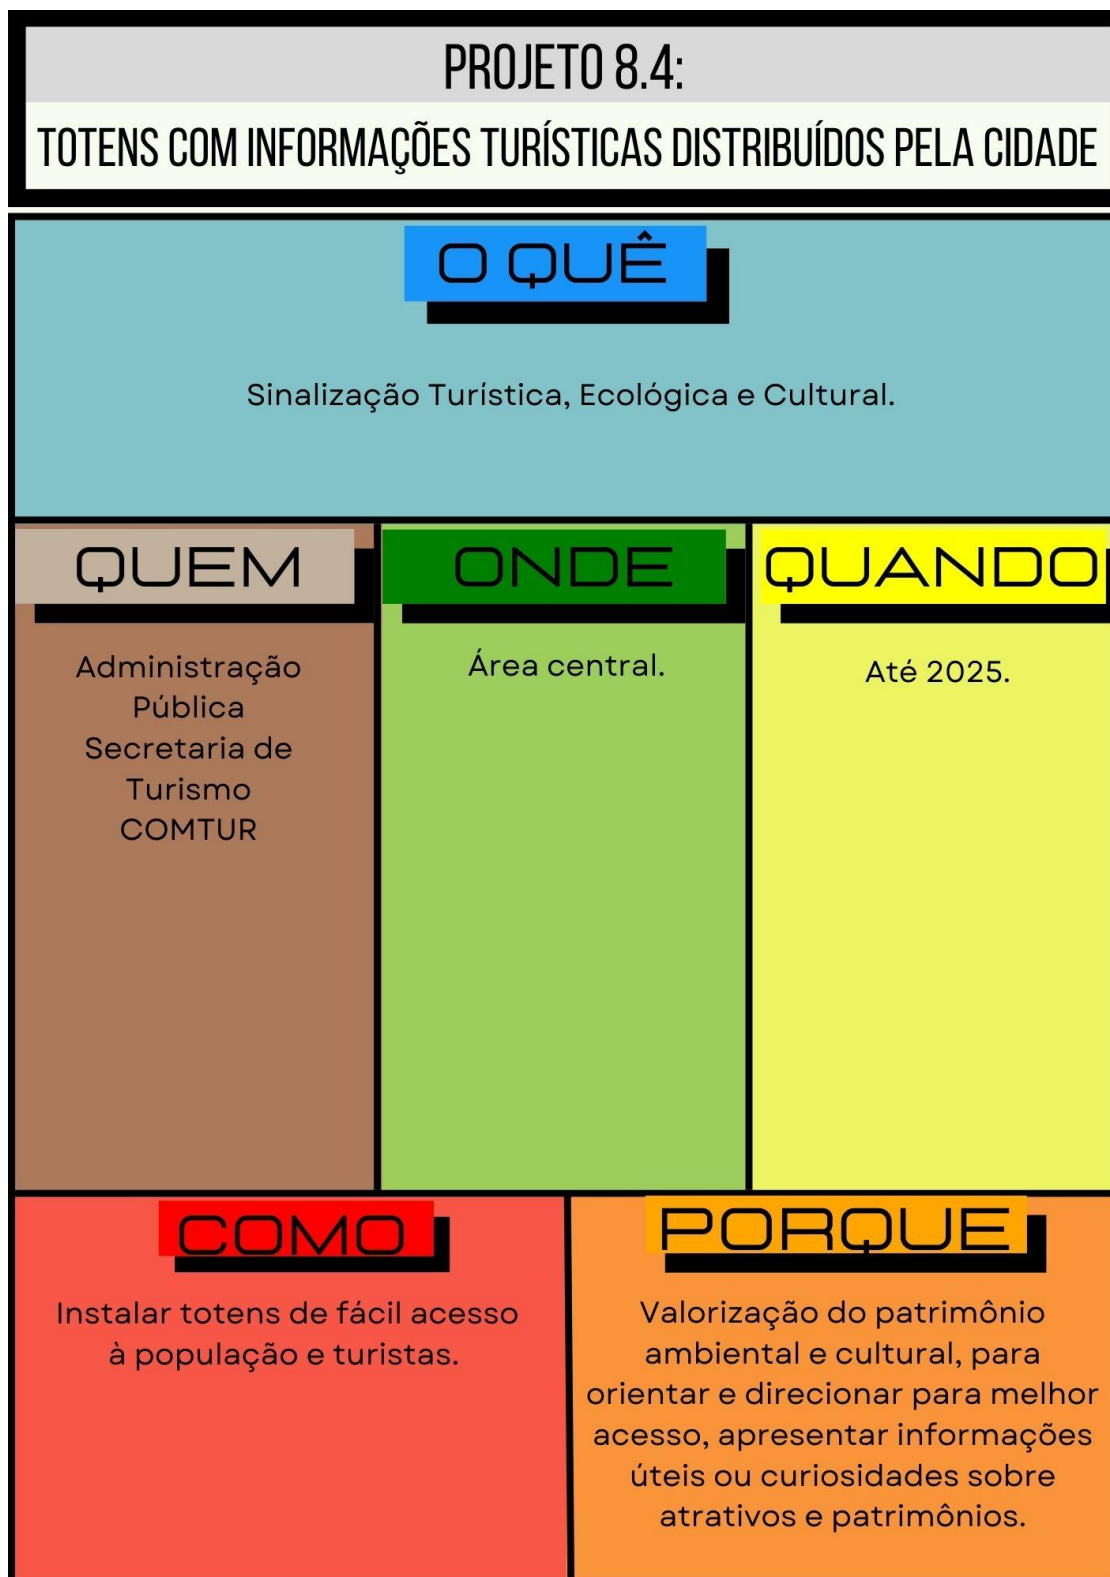 PROJETO 8.4:
TOTENS COM INFORMAÇÕES TURÍSTICAS DISTRIBUÍDOS PELA CIDADE
O QUÊ
Sinalização Turística, Ecológica e Cultural.
QUEM
Administração
Pública
Secretaria de
Turismo
COMTUR
ONDE
Área central.
QUANDO
Até 2025.
COMO
Instalar totens de fácil acesso
à população e turistas.
PORQUE
Valorização do patrimônio
ambiental e cultural, para
orientar e direcionar para melhor
acesso, apresentar informações
úteis ou curiosidades sobre
atrativos e patrimônios.